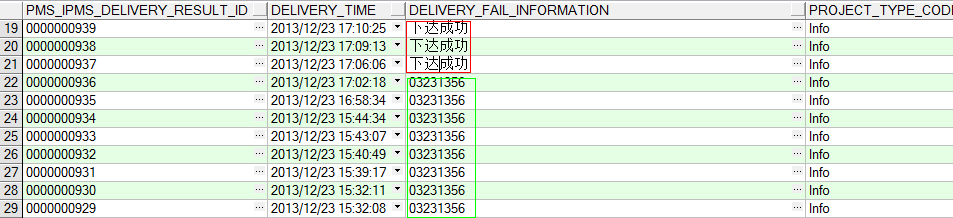 PMS_IPMS_DELIVERY_RESULT_ID DELIVERY_TIME DELIVERY_FAIL_INFORMATION PROJECT_TYPE_COD
19 0000000939 2013/12/23 17:10:25 下达成功 Info
20 0000000938 2013/12/23 17:09:13 下达成功 Info
21 0000000937 2013/12/23 17:06:06 下达成功 Info
22 0000000936 2013/12/23 17:02:18 03231356 Info
23 0000000935 2013/12/23 16:58:34 03231356 Info
24 0000000934 2013/12/23 15:44:34 03231356 Info
25 0000000933 2013/12/23 15:43:07 03231356 Info
26 0000000932 2013/12/23 15:40:49 03231356 Info
27 0000000931 2013/12/23 15:39:17 03231356 Info
28 0000000930 2013/12/23 15:32:11 03231356 Info
29 0000000929 2013/12/23 15:32:08 03231356 Info